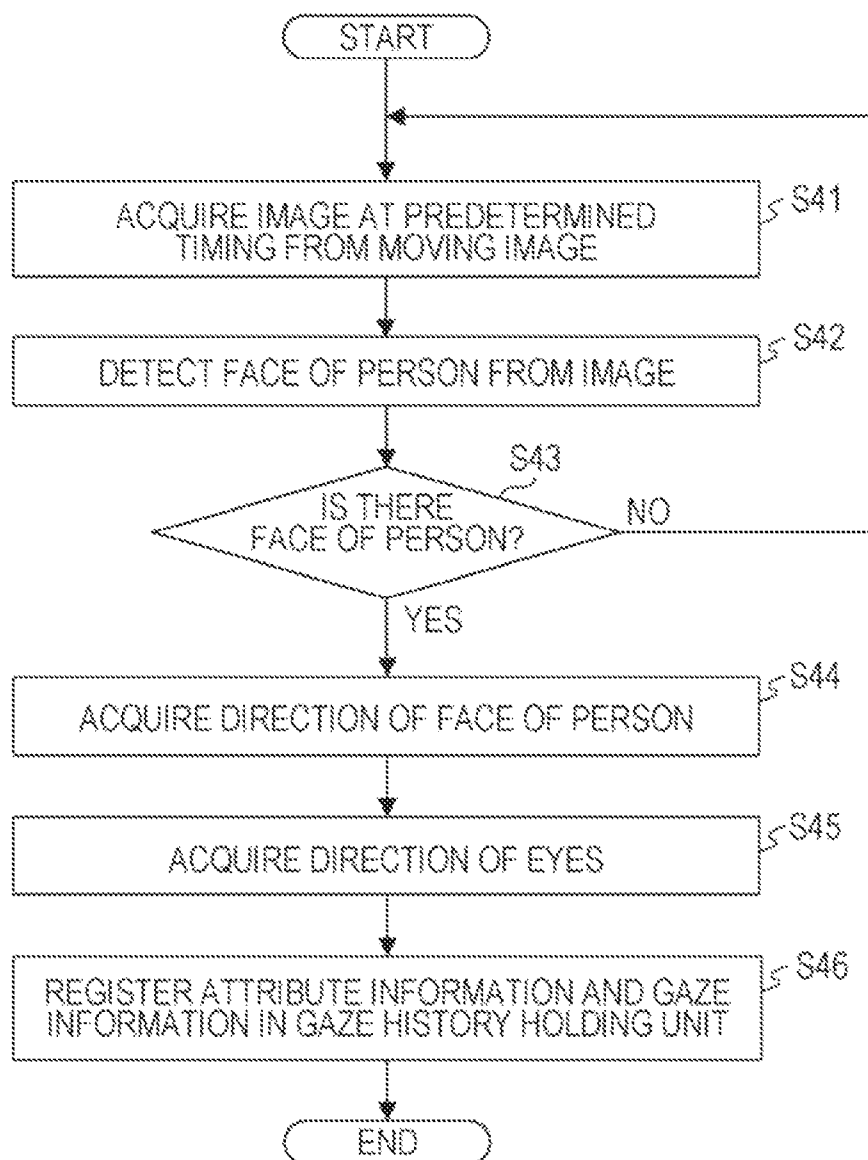 START
ACQUIRE IMAGE AT PREDETERMINED
TIMING FROM MOVING IMAGE
S41
DETECT FACE OF PERSON FROM IMAGE
S42
S43
IS THERE
FACE OF PERSON?
NO
YES
ACQUIRE DIRECTION OF FACE OF PERSON
S44
ACQUIRE DIRECTION OF EYES
S45
REGISTER ATTRIBUTE INFORMATION AND GAZE
INFORMATION IN GAZE HISTORY HOLDING UNIT
S46
END